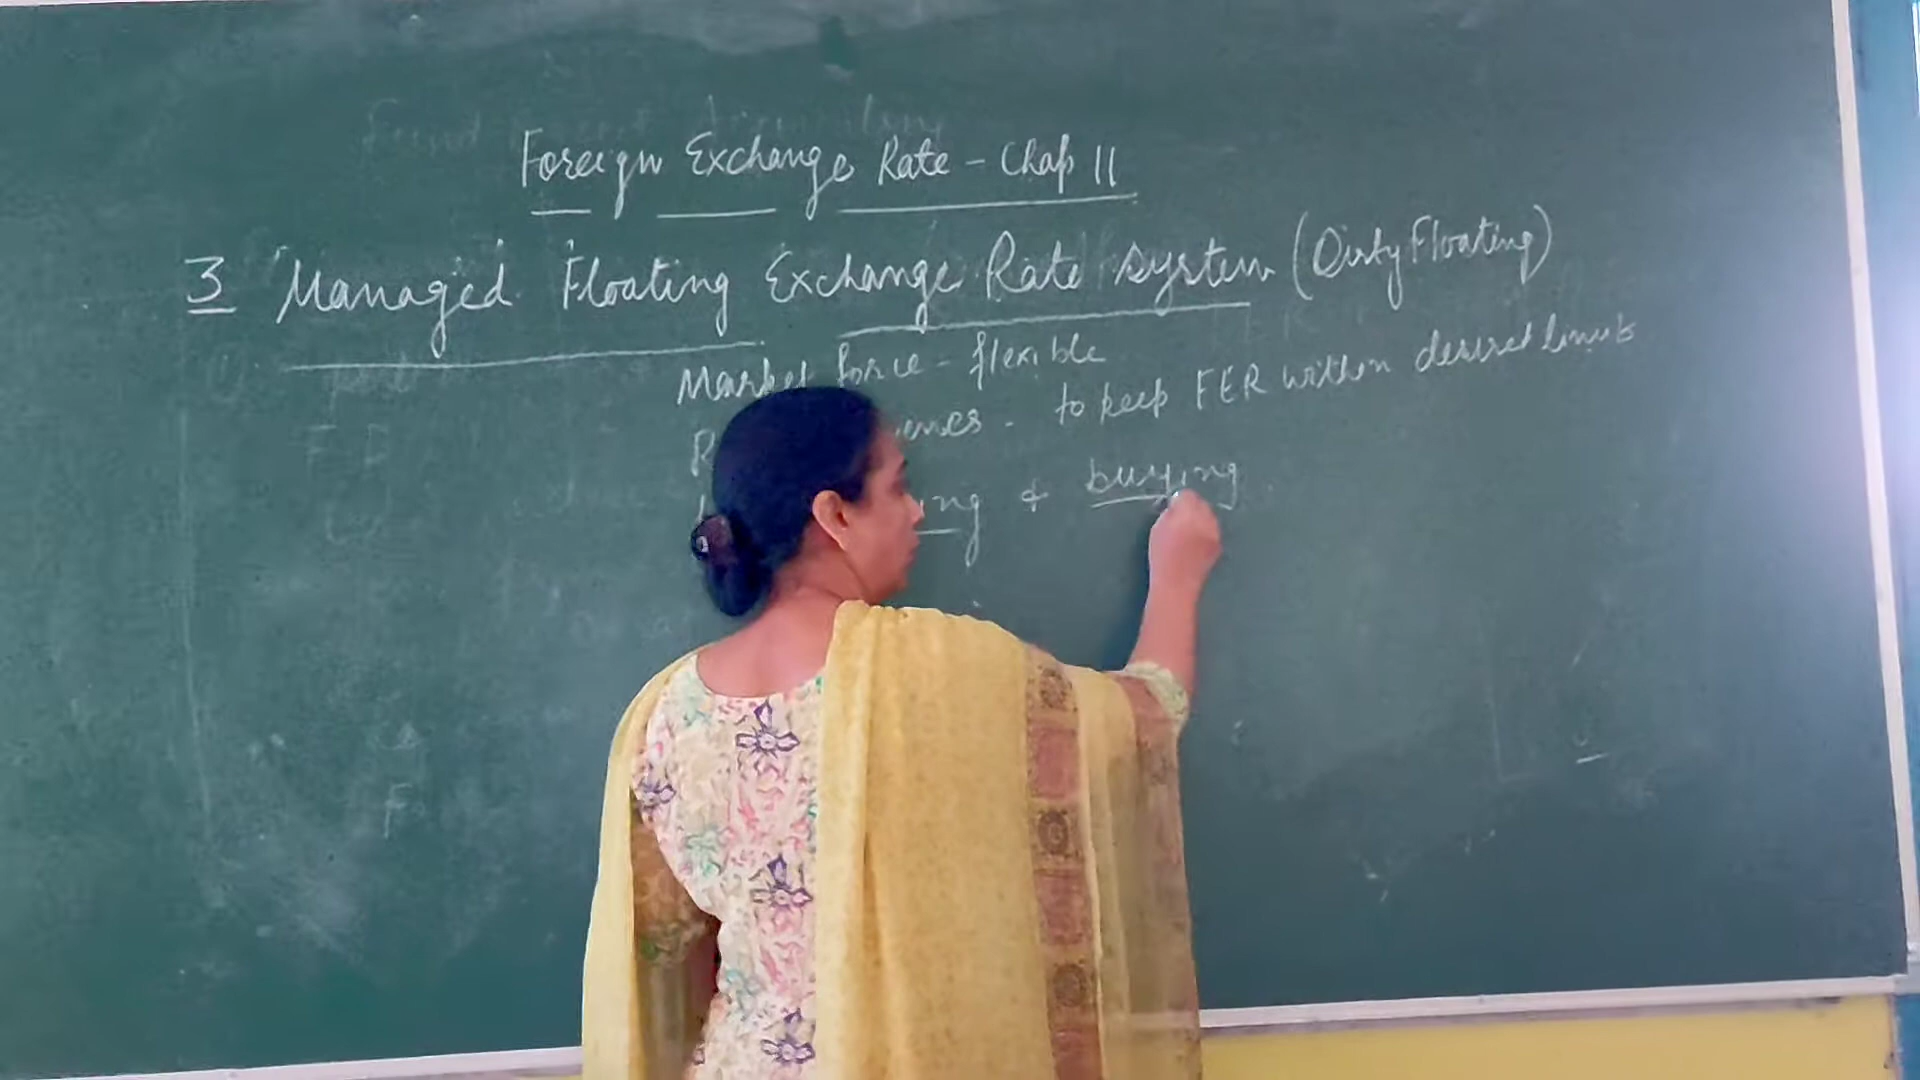 Foreign Exchange Rate - Chap 11
3 Managed Floating Exchange Rate system (Dirty Floating)
Market force - flexible
to keep FER within desired limits
& buying